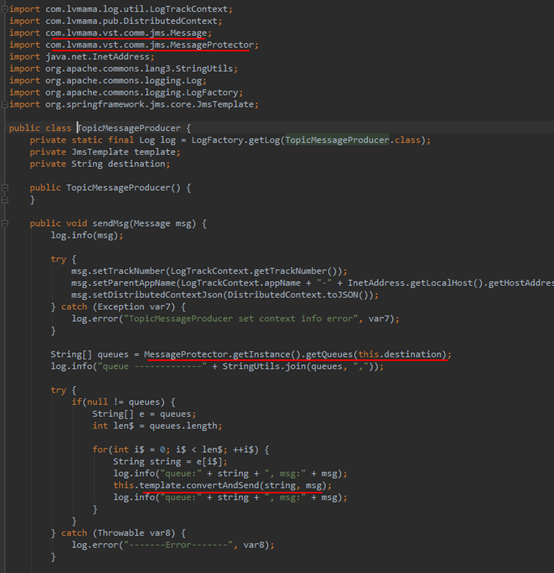 import com.lvmama.log.util.LogTrackContext;
import com.lvmama.pub.DistributedContext;
import com.lvmama.vst.comm.jms.Message;
import com.lvmama.vst.comm.jms.MessageProtector;
import java.net.InetAddress;
import org.apache.commons.lang3.StringUtils;
import org.apache.commons.logging.Log;
import org.apache.commons.logging.LogFactory;
import org.springframework.jms.core.JmsTemplate;
public class TopicMessageProducer {
private static final Log log = LogFactory.getLog(TopicMessageProducer.class);
private JmsTemplate template;
private String destination;
public TopicMessageProducer() {
}
public void sendMsg(Message msg) {
log.info(msg);
try {
msg.setTrackNumber(LogTrackContext.getTrackNumber());
msg.setParentAppName(LogTrackContext.appName + "-" + InetAddress.getLocalHost().getHostAddres
msg.setDistributedContextJson(DistributedContext.toJSON());
} catch (Exception var7) {
log.error("TopicMessageProducer set context info error", var7);
}
String[] queues = MessageProtector.getInstance().getQueues(this.destination);
log.info("queue -------------" + StringUtils.join(queues, ","));
try {
if(null != queues) {
String[] e = queues;
int len$ = queues.length;
for(int i$ = 0; i$ < len$; ++i$) {
String string = e[i$];
log.info("queue:" + string + ", msg:" + msg);
this.template.convertAndSend(string, msg);
log.info("queue:" + string + ", msg:" + msg);
}
}
} catch (Throwable var8) {
log.error("-------Error-------", var8);
}